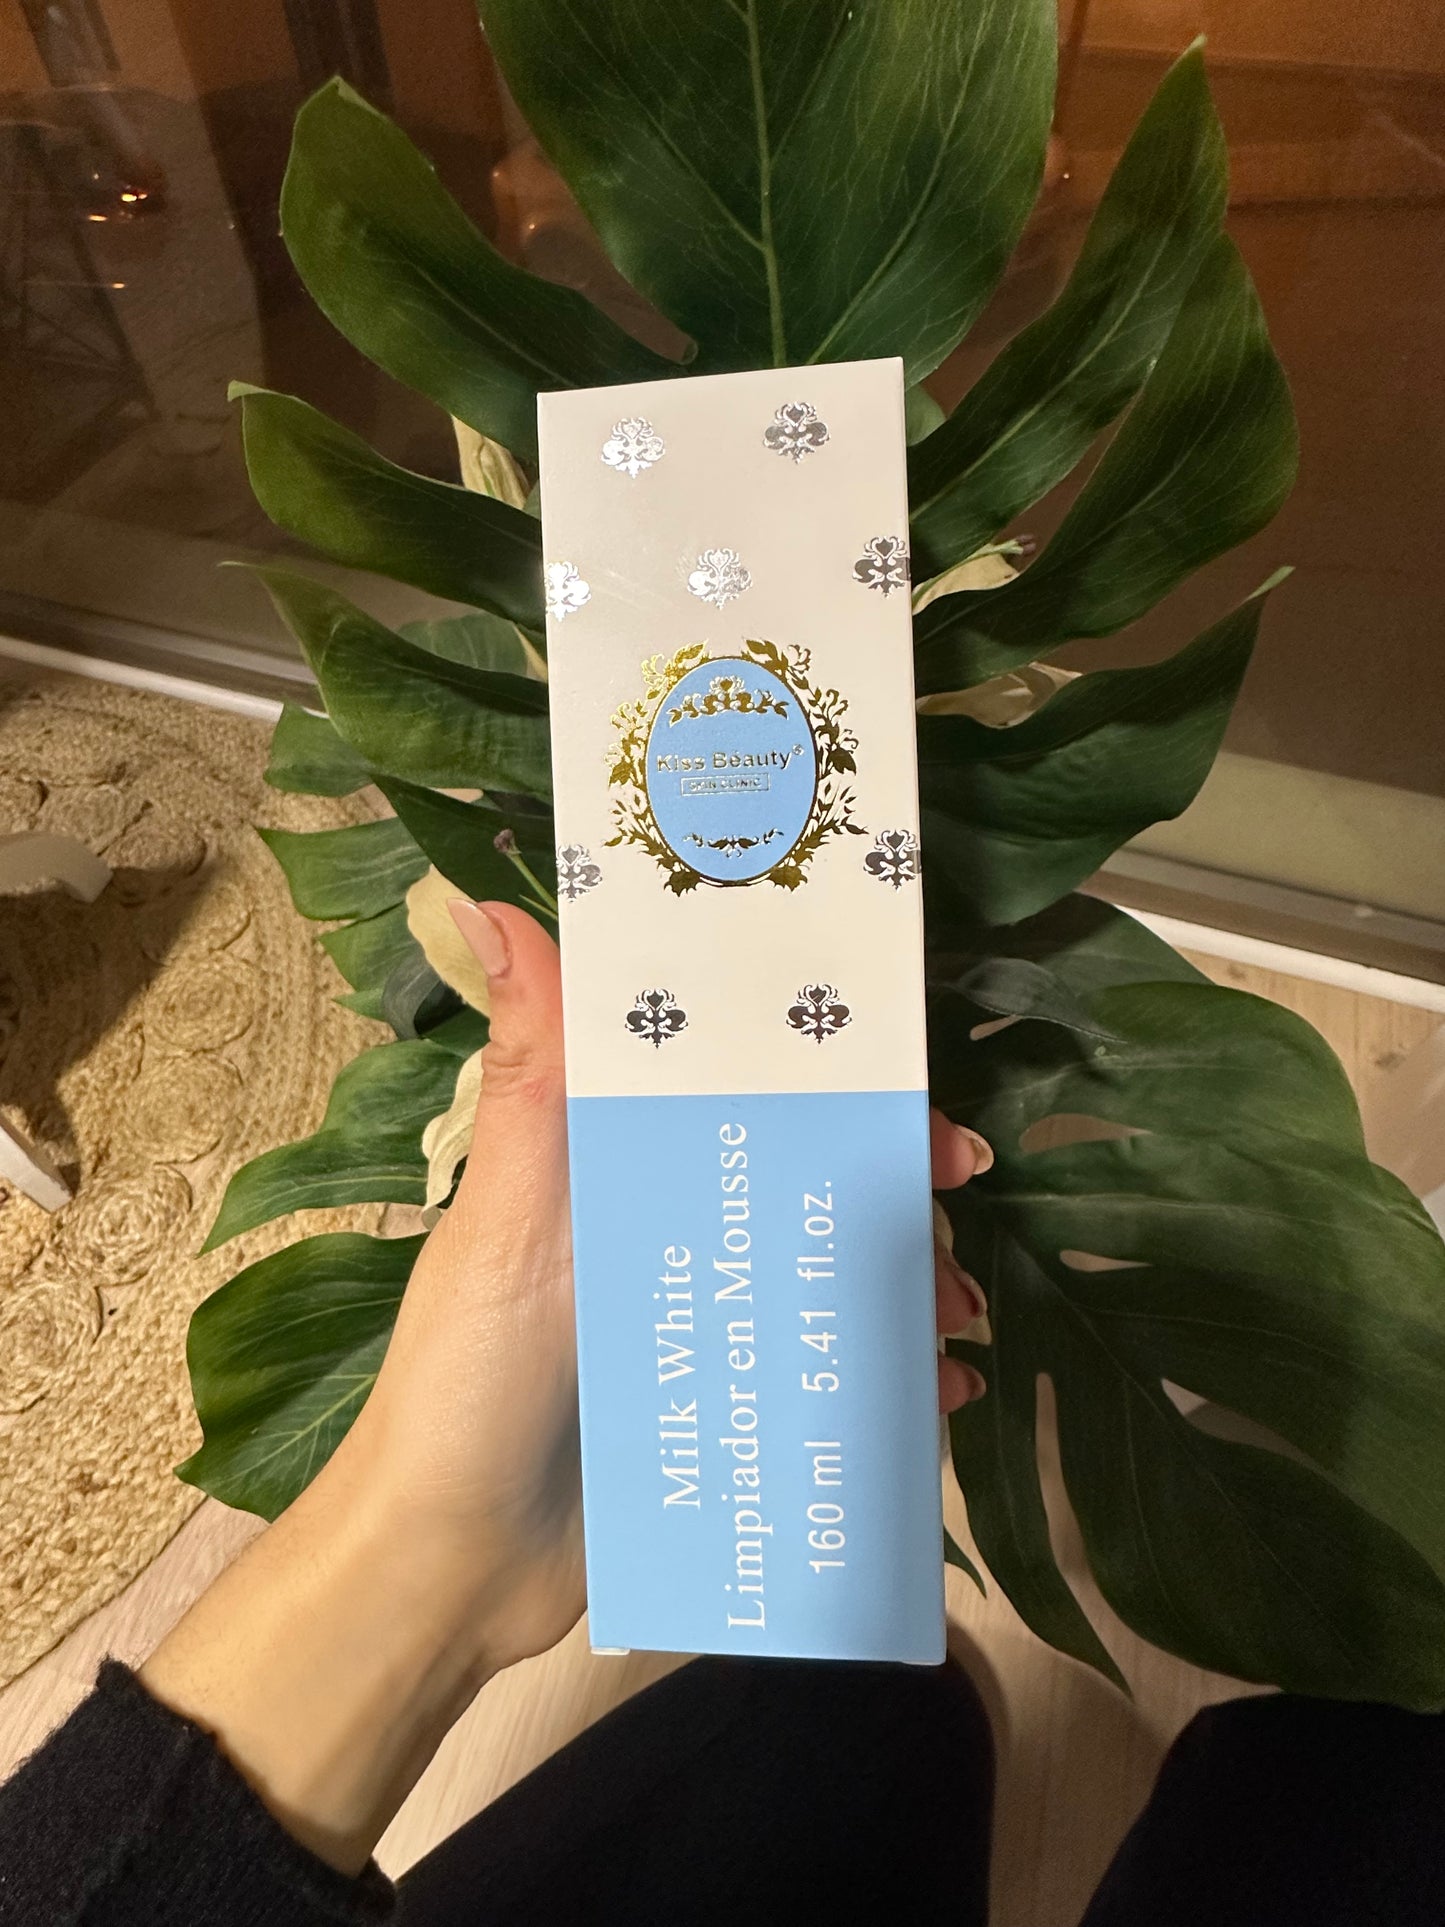 Kiss Beauty®
SKIN CLINIC
Milk White
Limpiador en Mousse
160 ml 5.41 fl.oz.